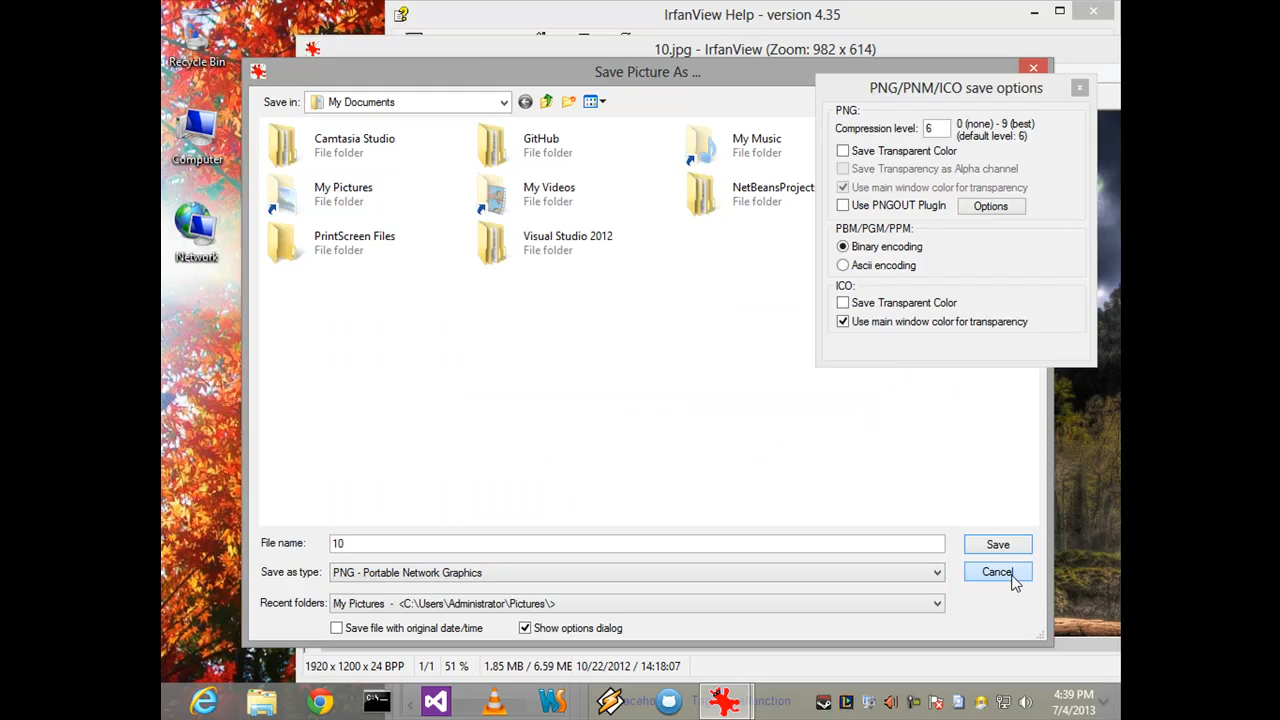 IrfanView Help - version 4.35
Recycle Bin
10.jpg - IrfanView (Zoom: 982 x 614)
Save Picture As ...
PNG/PNM/ICO save options
Save in: My Documents
PNG:
Compression level: 6 0 (none) - 9 (best)
(default level: 6)
Save Transparent Color
Save Transparency as Alpha channel
Use main window color for transparency
Use PNGOUT PlugIn Options
PBM/PGM/PPM:
Binary encoding
Ascii encoding
ICO:
Save Transparent Color
Use main window color for transparency
Camtasia Studio
File folder
GitHub
File folder
My Music
File folder
Computer
My Pictures
File folder
My Videos
File folder
NetBeansProject
File folder
PrintScreen Files
File folder
Visual Studio 2012
File folder
Network
File name: 10 Save
Save as type: PNG - Portable Network Graphics Cancel
Recent folders: My Pictures - <C:\Users\Administrator\Pictures\>
Save file with original date/time Show options dialog
1920 x 1200 x 24 BPP 1/1 51 % 1.85 MB / 6.59 MB 10/22/2012 / 14:18:07
4:39 PM
7/4/2013